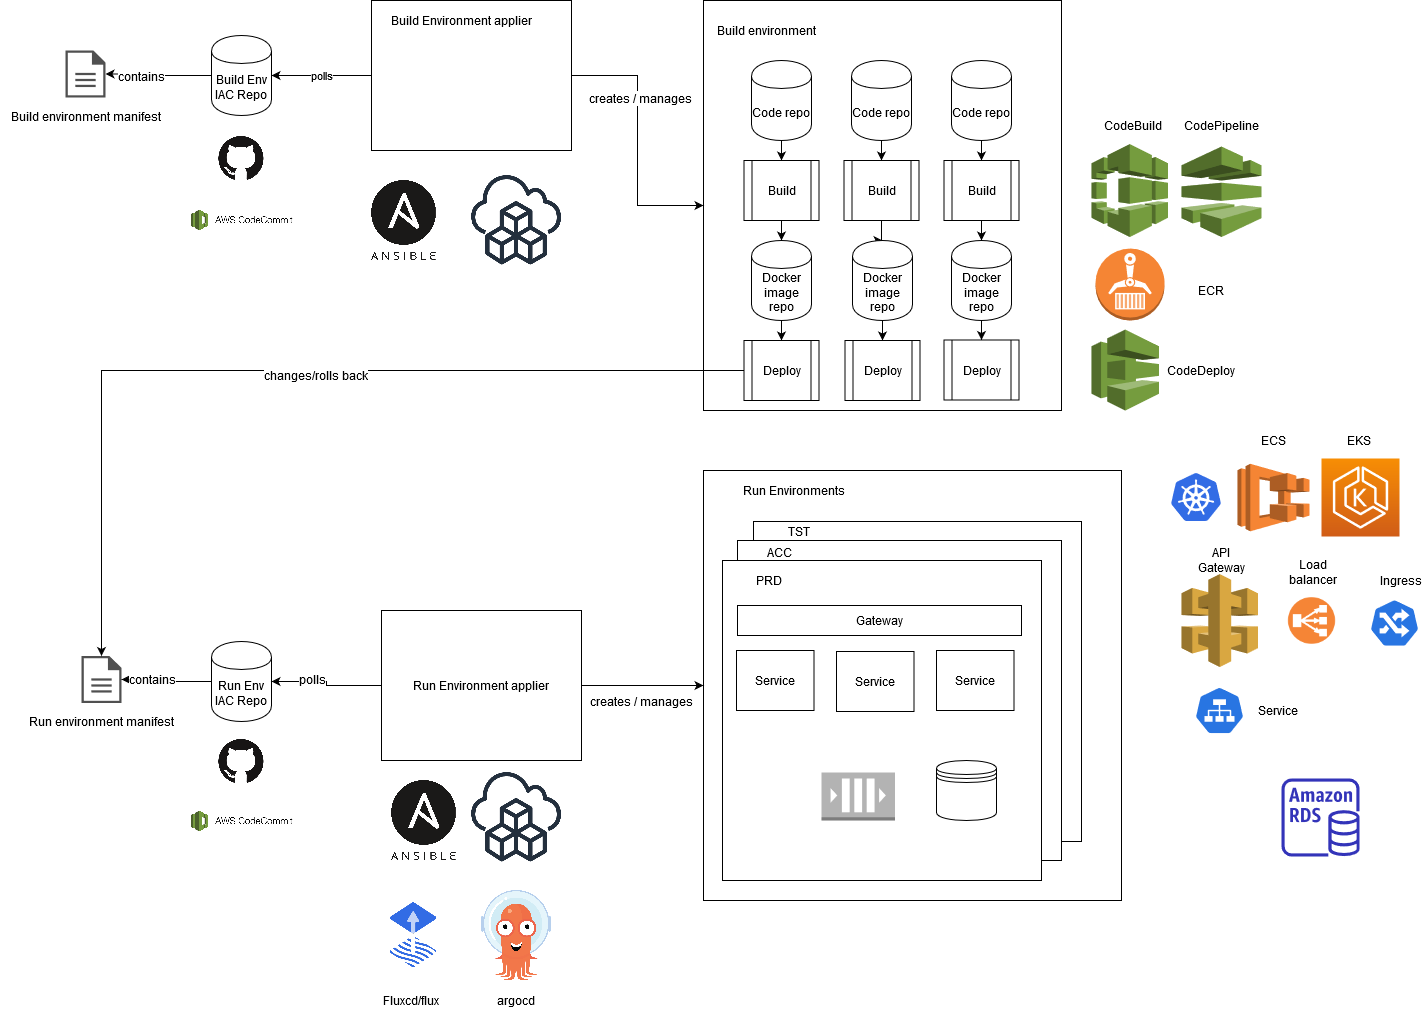 Build Environment applier
Build environment
contains
Build Env
IAC Repo
polls
creates / manages
Build environment manifest
AWS CodeCommit
ANSIBLE
Code repo
Code repo
Code repo
Build
Build
Build
Docker
image
repo
Docker
image
repo
Docker
image
repo
Deploy
Deploy
Deploy
CodeBuild
CodePipeline
ECR
CodeDeploy
changes/rolls back
ECS
EKS
Run Environments
TST
ACC
PRD
Gateway
Service
Service
Service
API
Gateway
Load
balancer
Ingress
Service
Amazon
RDS
contains
Run Env
IAC Repo
polls
Run Environment applier
creates / manages
Run environment manifest
AWS CodeCommit
ANSIBLE
Fluxcd/flux
argocd
K